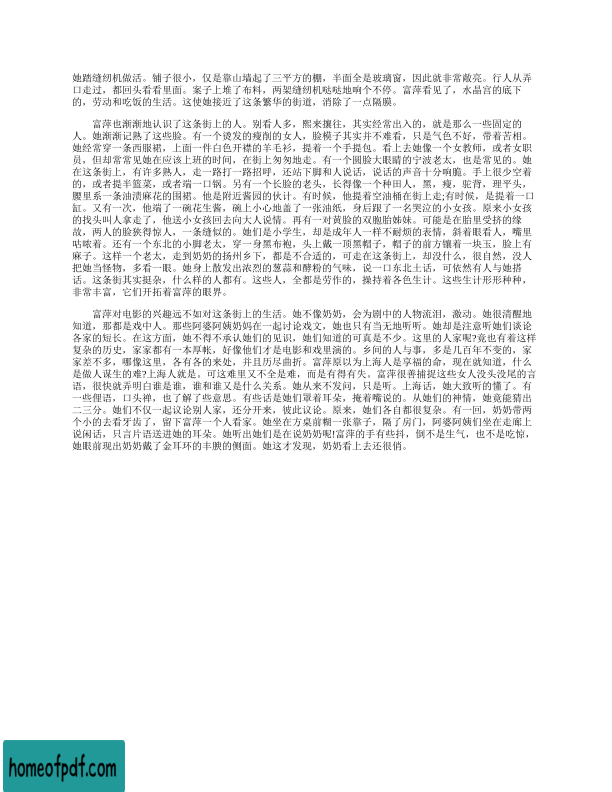 她踏缝纫机做活。铺子很小，仅是靠山墙起了三平方的棚，半面全是玻璃窗，因此就非常敞亮。行人从弄
口走过，都回头看看里面。案子上堆了布料，两架缝纫机哒哒地响个不停。富萍看见了，水晶宫的底下
的，劳动和吃饭的生活。这使她接近了这条繁华的街道，消除了一点隔膜。
富萍也渐渐地认识了这条街上的人。别看人多，熙来攘往，其实经常出入的，就是那么一些固定的
人。她渐渐记熟了这些脸。有一个烫发的瘦削的女人，脸模子其实并不难看，只是气色不好，带着苦相。
她经常穿一条西服裙，上面一件白色开襟的羊毛衫，提着一个手提包。看上去她像一个女教师，或者女职
员，但却常常见她在应该上班的时间，在街上匆匆地走。有一个圆脸大眼睛的宁波老太，也是常见的。她
在这条街上，有许多熟人，走一路打一路招呼，还站下脚和人说话，说话的声音十分响脆。手上很少空着
的，或者提半篮菜，或者端一口锅。另有一个长脸的老头，长得像一个种田人，黑，瘦，驼背，理平头，
腰里系一条油渍麻花的围裙。他是附近酱园的伙计。有时候，他提着空油桶在街上走;有时候，是提着一口
缸。又有一次，他端了一碗花生酱，碗上小心地盖了一张油纸，身后跟了一名哭泣的小女孩。原来小女孩
的找头叫人拿走了，他送小女孩回去向大人说情。再有一对黄脸的双胞胎姊妹。可能是在胎里受挤的缘
故，两人的脸狭得惊人，一条缝似的。她们是小学生，却是成年人一样不耐烦的表情，斜着眼看人，嘴里
咕哝着。还有一个东北的小脚老太，穿一身黑布袍，头上戴一顶黑帽子，帽子的前方镶着一块玉，脸上有
麻子。这样一个老太，走到奶奶的扬州乡下，都是不合适的，可走在这条街上，却没什么，很自然，没人
把她当怪物，多看一眼。她身上散发出浓烈的葱蒜和酵粉的气味，说一口东北土话，可依然有人与她搭
话。这条街其实挺杂，什么样的人都有。这些人，全都是劳作的，操持着各色生计。这些生计形形种种，
非常丰富，它们开拓着富萍的眼界。
富萍对电影的兴趣远不如对这条街上的生活。她不像奶奶，会为剧中的人物流泪，激动。她很清醒地
知道，那都是戏中人。那些阿婆阿姨奶妈在一起讨论戏文，她也只有当无地听听。她却是注意听她们谈论
各家的短长。在这方面，她不得不承认她们的见识，她们知道的可真是不少。这里的人家呢?竟也有着这样
复杂的历史，家家都有一本厚帐，好像他们才是电影和戏里演的。乡间的人与事，多是几百年不变的，家
家差不多，哪像这里，各有各的来处，并且历尽曲折。富萍原以为上海人是享福的命，现在就知道，什么
是做人谋生的难?上海人就是。可这难里又不全是难，而是有得有失。富萍很善捕捉这些女人没头没尾的言
语，很快就弄明白谁是谁，谁和谁又是什么关系。她从来不发问，只是听。上海话，她大致听的懂了。有
一些俚语，口头禅，也了解了些意思。有些话是她们罩着耳朵，掩着嘴说的。从她们的神情，她竟能猜出
二三分。她们不仅一起议论别人家，还分开来，彼此议论。原来，她们各自都很复杂。有一回，奶奶带两
个小的去看牙齿了，留下富萍一个人看家。她坐在方桌前糊一张靠子，隔了房门，阿婆阿姨们坐在走廊上
说闲话，只言片语送进她的耳朵。她听出她们是在说奶奶呢!富萍的手有些抖，倒不是生气，也不是吃惊，
她眼前现出奶奶戴了金耳环的丰腴的侧面。她这才发现，奶奶看上去还很俏。
homeofpdf.com